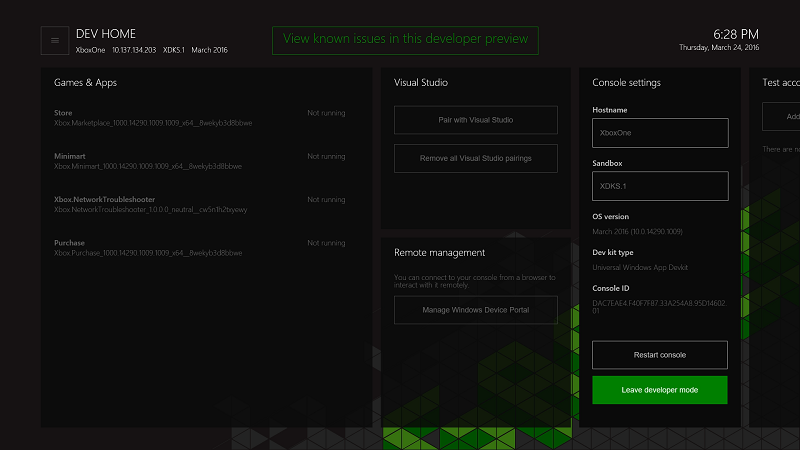 DEV HOME
XboxOne 10.137.134.203 XDKS.1 March 2016
View known issues in this developer preview
6:28 PM
Thursday, March 24, 2016
Games & Apps
Store
Not running
Xbox.Marketplace_1000.14290.1009.1009_x64__8wekyb3d8bbwe
Minimart
Not running
Xbox.Minimart_1000.14290.1009.1009_x64__8wekyb3d8bbwe
Xbox.NetworkTroubleshooter
Not running
Xbox.NetworkTroubleshooter_1.0.0.0_neutral__cw5n1h2txyewy
Purchase
Not running
Xbox.Purchase_1000.14290.1009.1009_x64__8wekyb3d8bbwe
Visual Studio
Pair with Visual Studio
Remove all Visual Studio pairings
Remote management
You can connect to your console from a browser to
interact with it remotely.
Manage Windows Device Portal
Console settings
Hostname
XboxOne
Sandbox
XDKS.1
OS version
March 2016 (10.0.14290.1009)
Dev kit type
Universal Windows App Devkit
Console ID
DAC7EAE4.F40F7F87.33A254A8.95D14602.
01
Restart console
Leave developer mode
Test acco
Add
There are no